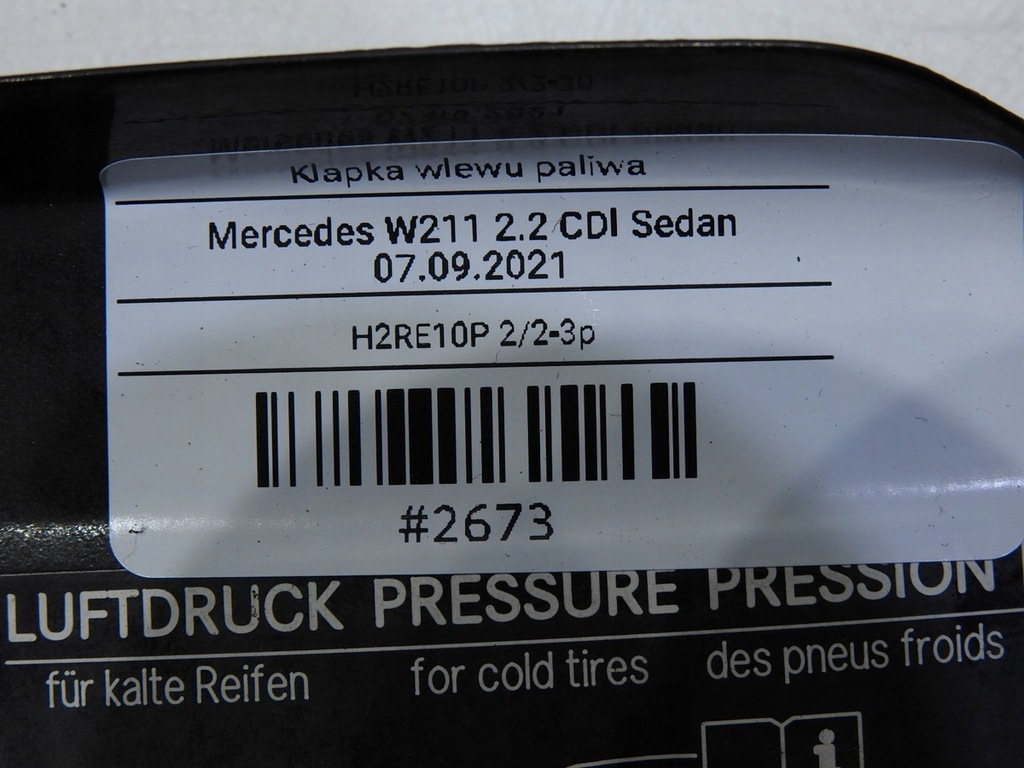 Klapka wlewu paliwa
Mercedes W211 2.2 CDI Sedan
07.09.2021
H2RE10P 2/2-3p
#2673
LUFTDRUCK PRESSURE PRESSION
für kalte Reifen for cold tires des pneus froids
i